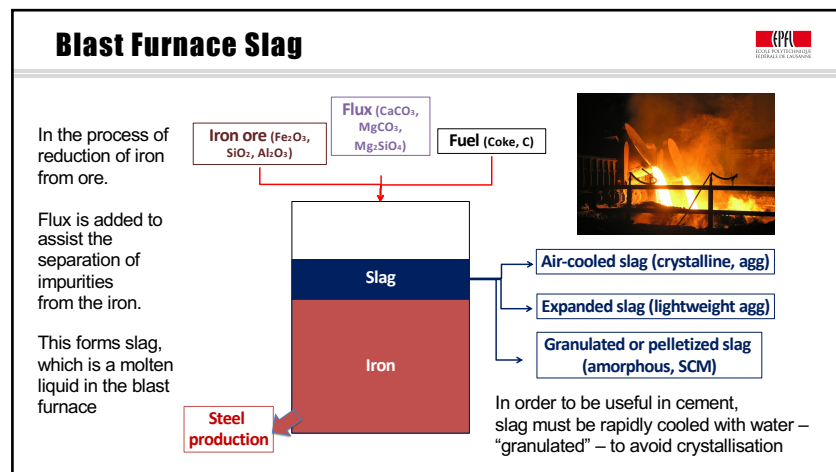 Blast Furnace Slag
EPFL
ÉCOLE POLYTECHNIQUE
FÉDÉRALE DE LAUSANNE
In the process of
reduction of iron
from ore.
Flux is added to
assist the
separation of
impurities
from the iron.
This forms slag,
which is a molten
liquid in the blast
furnace
Iron ore (Fe₂O₃,
SiO₂, Al₂O₃)
Flux (CaCO₃,
MgCO₃,
Mg₂SiO₄)
Fuel (Coke, C)
Slag
Iron
Steel
production
Air-cooled slag (crystalline, agg)
Expanded slag (lightweight agg)
Granulated or pelletized slag
(amorphous, SCM)
In order to be useful in cement,
slag must be rapidly cooled with water –
“granulated” – to avoid crystallisation